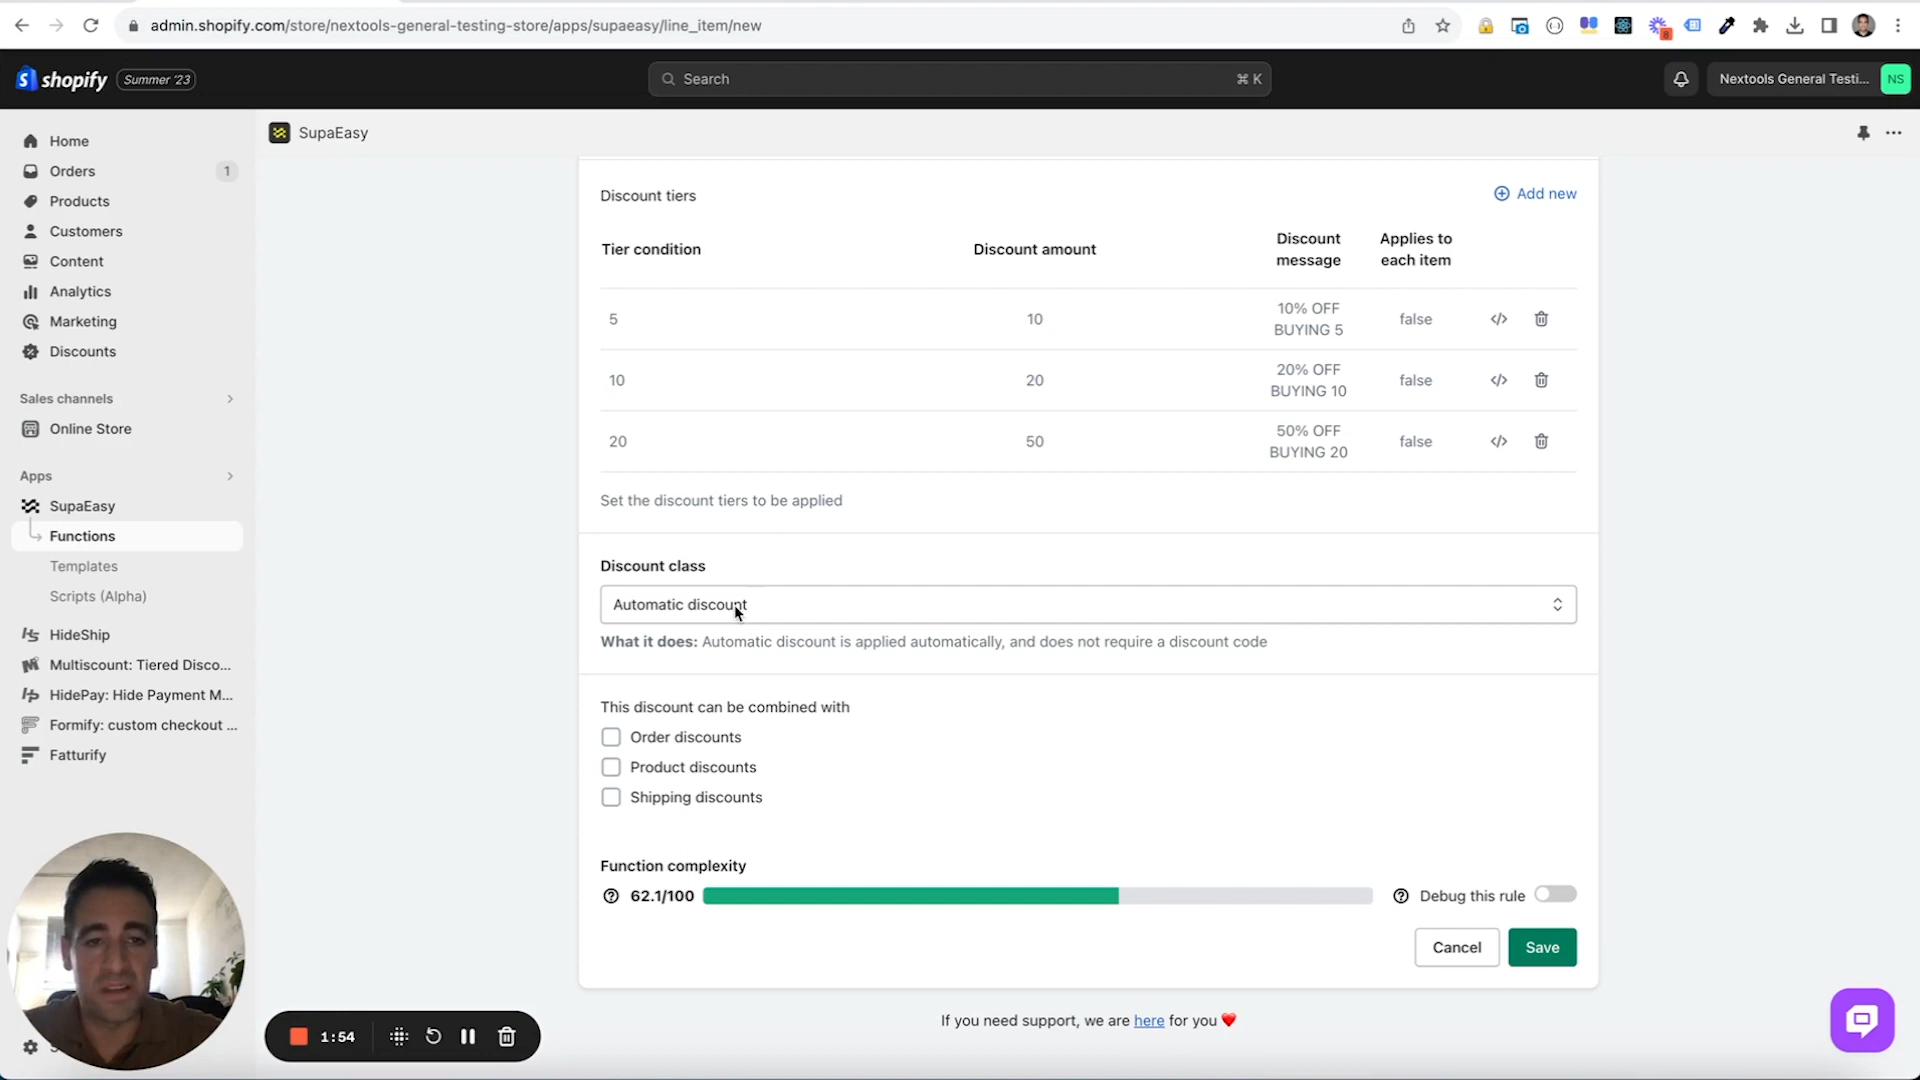 admin.shopify.com/store/nextools-general-testing-store/apps/supaeasy/line_item/new
8
shopify
Summer '23
Search
⌘ K
Nextools General Testi...
NS
Home
Orders
1
Products
Customers
Content
Analytics
Marketing
Discounts
Sales channels
Online Store
Apps
SupaEasy
Functions
Templates
Scripts (Alpha)
HideShip
Multiscount: Tiered Disco...
HidePay: Hide Payment M...
Formify: custom checkout ...
Fatturify
SupaEasy
Discount tiers
Add new
Tier condition
Discount amount
Discount
message
Applies to
each item
5
10
10% OFF
BUYING 5
false
10
20
20% OFF
BUYING 10
false
20
50
50% OFF
BUYING 20
false
Set the discount tiers to be applied
Discount class
Automatic discount
What it does: Automatic discount is applied automatically, and does not require a discount code
This discount can be combined with
Order discounts
Product discounts
Shipping discounts
Function complexity
62.1/100
Debug this rule
Cancel
Save
If you need support, we are here for you ❤️
1:54